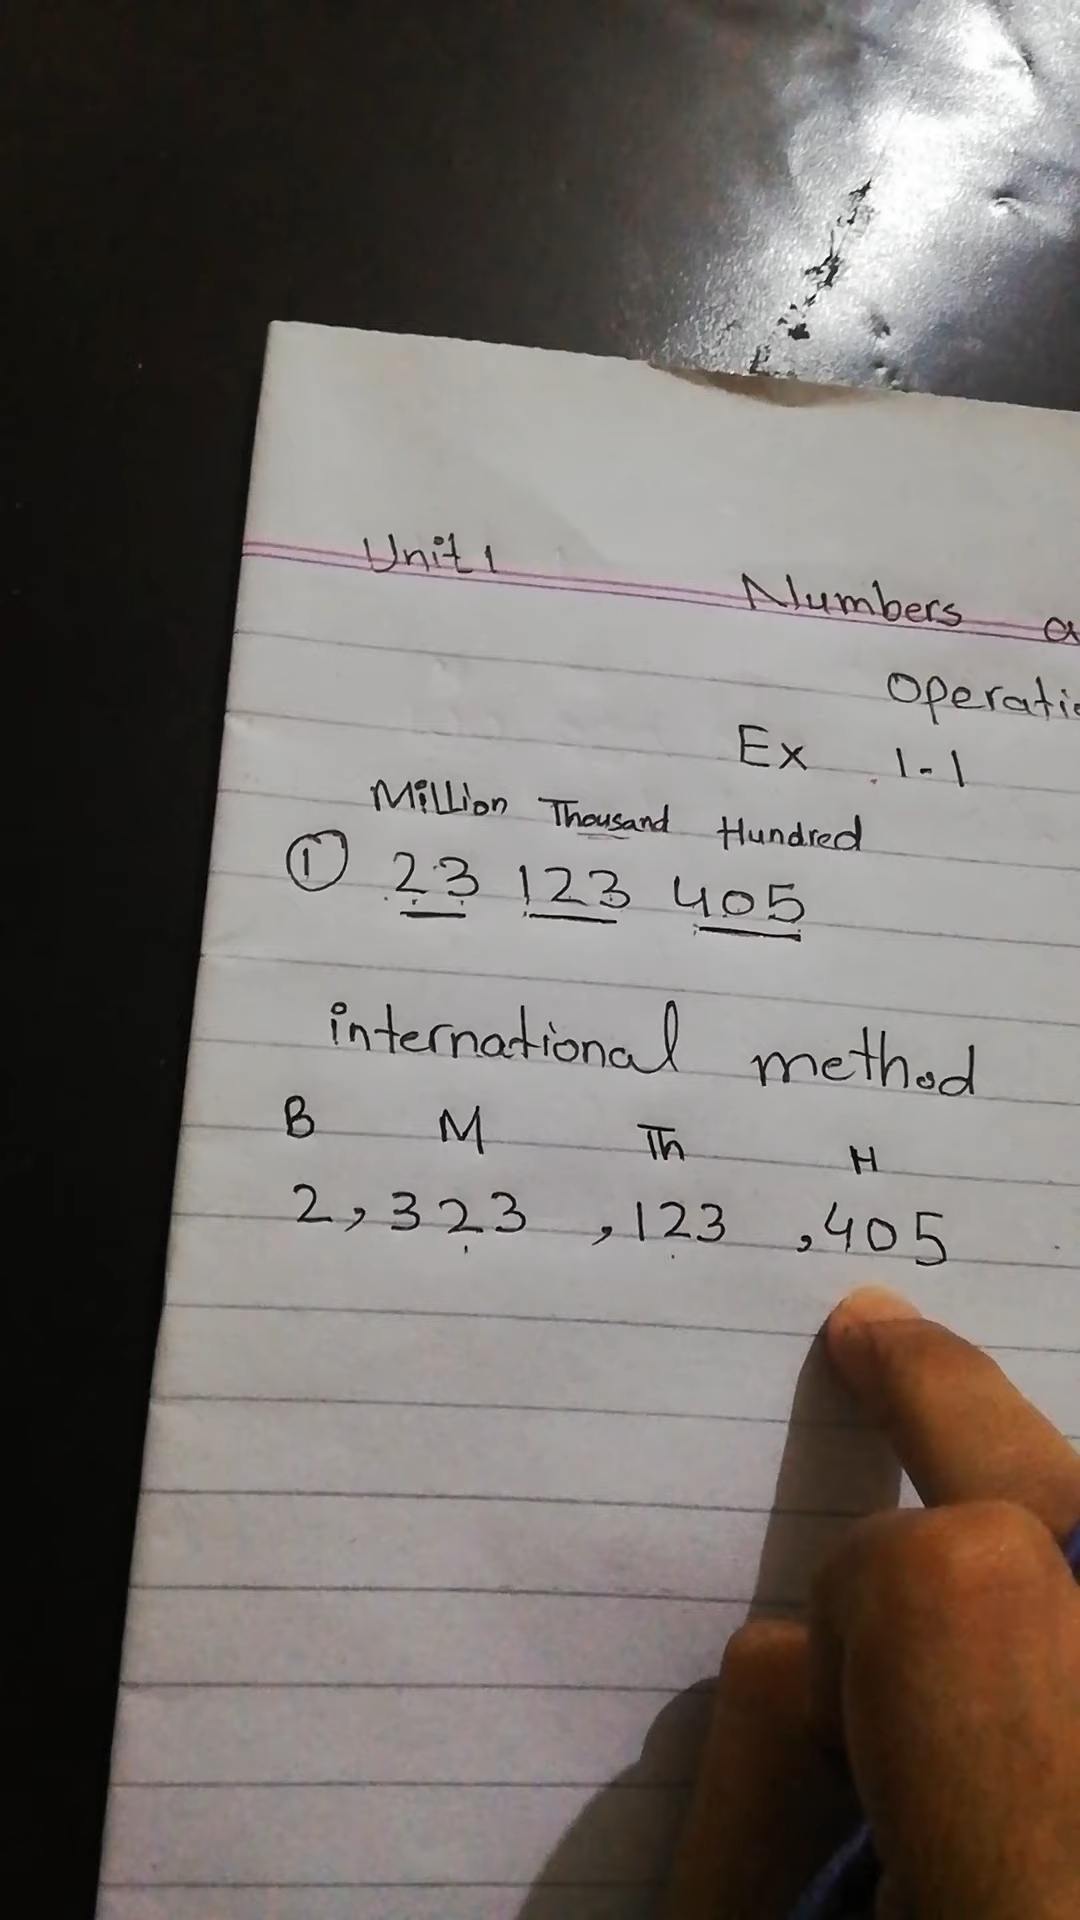 Unit 1
Numbers
Operatio
Ex 1-1
Million Thousand Hundred
① 23 123 405
international method
B M Th H
2,323,123,405